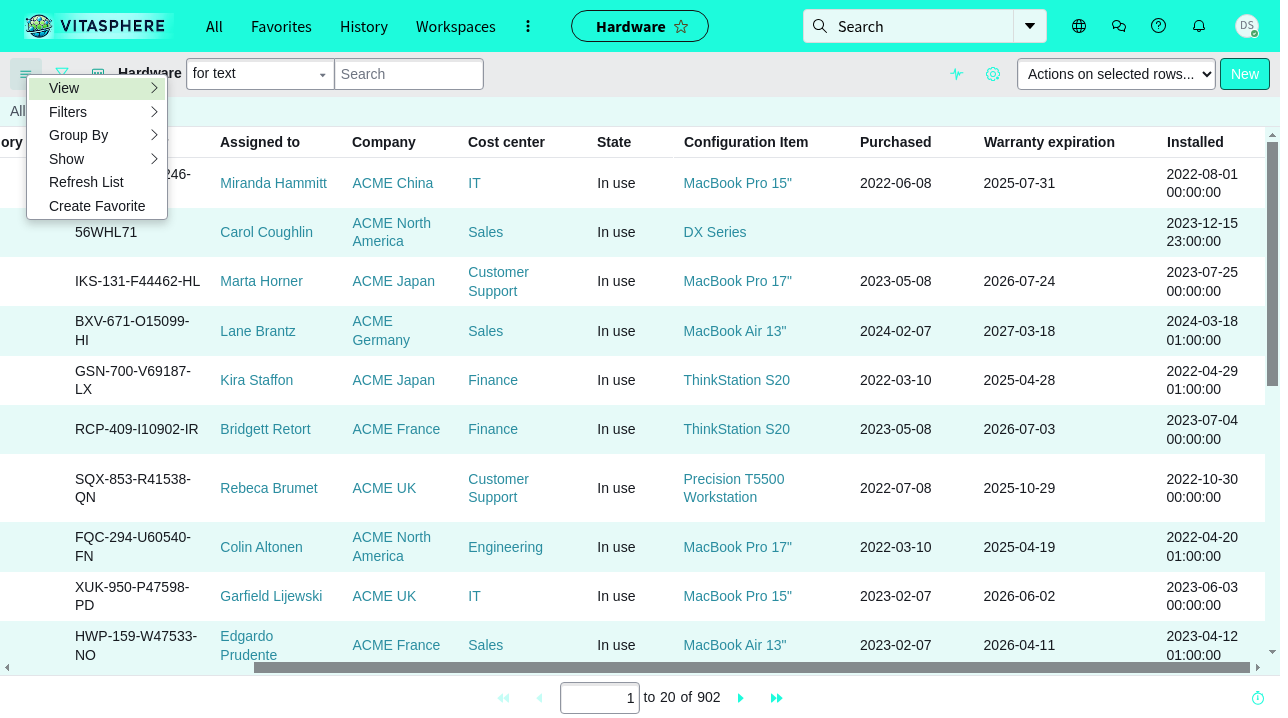 VITASPHERE All Favorites History Workspaces Hardware Search DS
Hardware for text Search Actions on selected rows... New
All
View
Filters
Group By
Show
Refresh List
Create Favorite
ory Assigned to Company Cost center State Configuration Item Purchased Warranty expiration Installed
246- Miranda Hammitt ACME China IT In use MacBook Pro 15" 2022-06-08 2025-07-31 2022-08-01 00:00:00
56WHL71 Carol Coughlin ACME North America Sales In use DX Series 2023-12-15 23:00:00
IKS-131-F44462-HL Marta Horner ACME Japan Customer Support In use MacBook Pro 17" 2023-05-08 2026-07-24 2023-07-25 00:00:00
BXV-671-O15099-HI Lane Brantz ACME Germany Sales In use MacBook Air 13" 2024-02-07 2027-03-18 2024-03-18 01:00:00
GSN-700-V69187-LX Kira Staffon ACME Japan Finance In use ThinkStation S20 2022-03-10 2025-04-28 2022-04-29 01:00:00
RCP-409-I10902-IR Bridgett Retort ACME France Finance In use ThinkStation S20 2023-05-08 2026-07-03 2023-07-04 00:00:00
SQX-853-R41538-QN Rebeca Brumet ACME UK Customer Support In use Precision T5500 Workstation 2022-07-08 2025-10-29 2022-10-30 00:00:00
FQC-294-U60540-FN Colin Altonen ACME North America Engineering In use MacBook Pro 17" 2022-03-10 2025-04-19 2022-04-20 01:00:00
XUK-950-P47598-PD Garfield Lijewski ACME UK IT In use MacBook Pro 15" 2023-02-07 2026-06-02 2023-06-03 00:00:00
HWP-159-W47533-NO Edgardo Prudente ACME France Sales In use MacBook Air 13" 2023-02-07 2026-04-11 2023-04-12 01:00:00
1 to 20 of 902